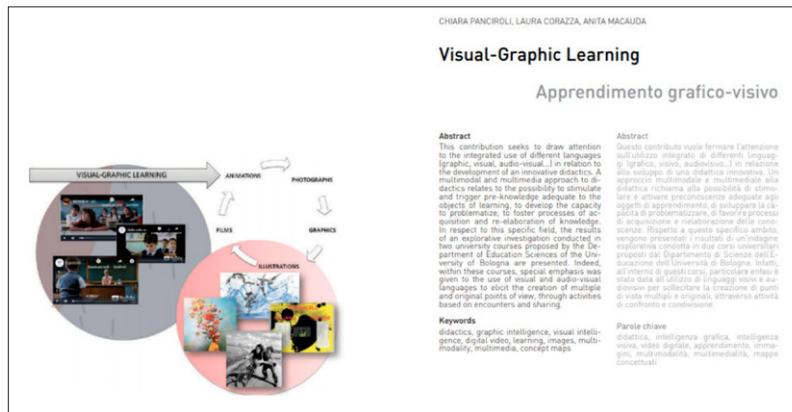 VISUAL-GRAPHIC LEARNING
ANIMATIONS
PHOTOGRAPHS
GRAPHICS
ILLUSTRATIONS
FILMS
CHIARA PANCIROLI, LAURA CORAZZA, ANITA MACAUDA
Visual-Graphic Learning
Apprendimento grafico-visivo
Abstract
This contribution seeks to draw attention
to the integrated use of different languages
(graphic, visual, audio-visual...) in relation to
the development of an innovative didactics. A
multimodal and multimedia approach to di-
dactics relates to the possibility to stimulate
and trigger pre-knowledge adequate to the
objects of learning, to develop the capacity
to problematize, to foster processes of ac-
quisition and re-elaboration of knowledge.
In respect to this specific field, the results
of an explorative investigation conducted in
two university courses proposed by the De-
partment of Education Sciences of the Uni-
versity of Bologna are presented. Indeed,
within these courses, special emphasis was
given to the use of visual and audio-visual
languages to elicit the creation of multiple
and original points of view, through activities
based on encounters and sharing.
Keywords
didactics, graphic intelligence, visual intelli-
gence, digital video, learning, images, multi-
modality, multimedia, concept maps
Abstract
Questo contributo vuole fermare l'attenzione
sull'utilizzo integrato di differenti linguag-
gi (grafico, visivo, audiovisivo...) in relazione
allo sviluppo di una didattica innovativa. Un
approccio multimodale e multimediale alla
didattica richiama alla possibilità di stimo-
lare e attivare preconoscenze adeguate agli
oggetti di apprendimento, di sviluppare la ca-
pacità di problematizzare, di favorire processi
di acquisizione e rielaborazione delle cono-
scenze. Rispetto a questo specifico ambito,
vengono presentati i risultati di un'indagine
esplorativa condotta in due corsi universitari
proposti dal Dipartimento di Scienze dell'E-
ducazione dell'Università di Bologna. Infatti,
all'interno di questi corsi, particolare enfasi è
stata data all'utilizzo di linguaggi visivi e au-
diovisivi per sollecitare la creazione di punti
di vista multipli e originali, attraverso attività
di confronto e condivisione.
Parole chiave
didattica, intelligenza grafica, intelligenza
visiva, video digitale, apprendimento, imma-
gini, multimodalità, multimedialità, mappe
concettuali